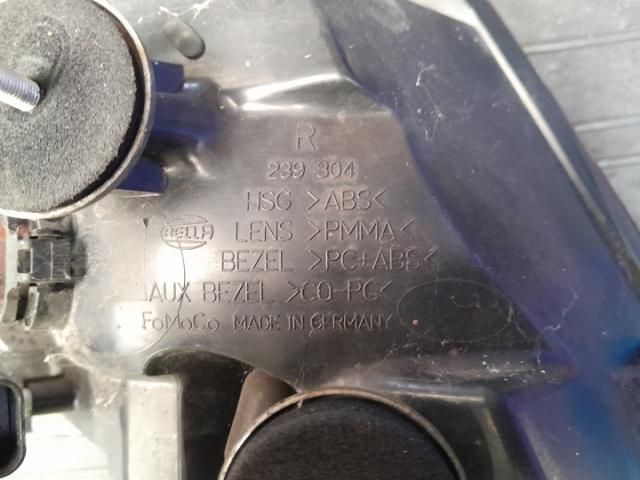 R
239 304
HSG >ABS<
HELLA LENS >PMMA<
BEZEL >PC+ABS<
AUX BEZEL >CO-PC<
FoMoCo MADE IN GERMANY